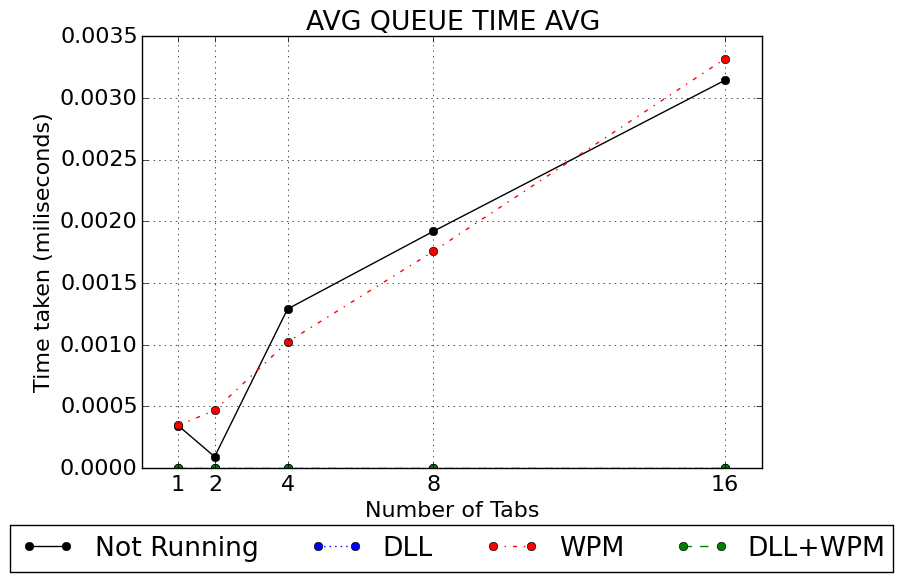 AVG QUEUE TIME AVG
0.0035
0.0030
0.0025
0.0020
0.0015
0.0010
0.0005
0.0000
Time taken (miliseconds)
1 2 4 8 16
Number of Tabs
Not Running DLL WPM DLL+WPM